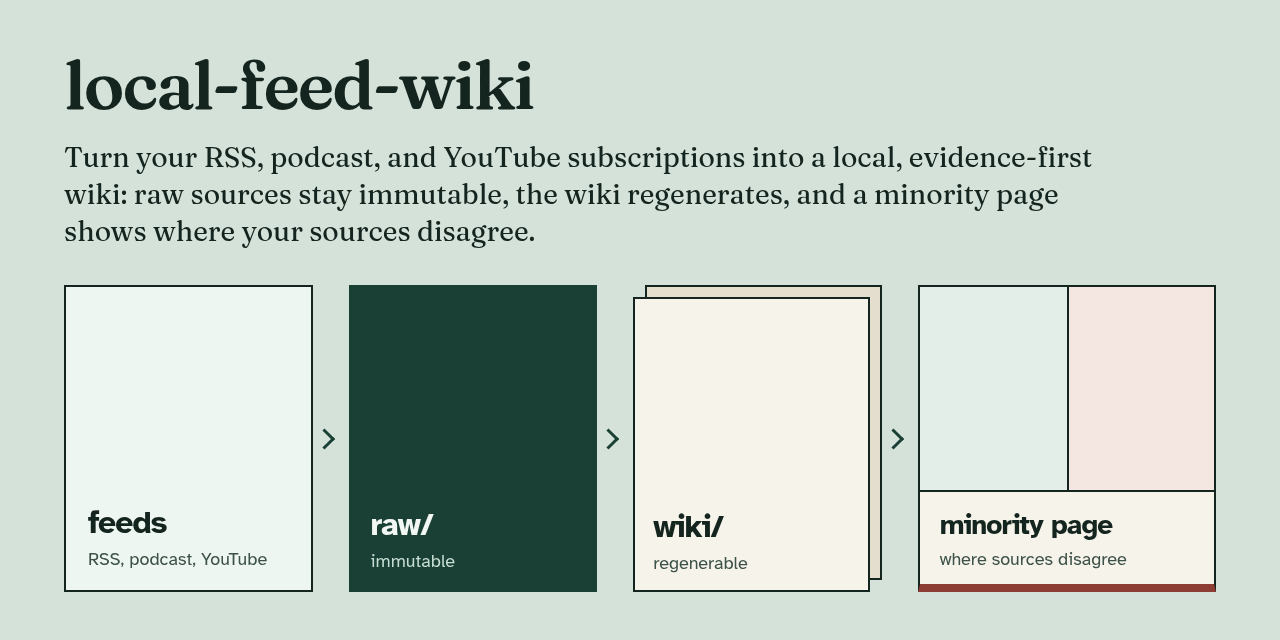 local-feed-wiki
Turn your RSS, podcast, and YouTube subscriptions into a local, evidence-first
wiki: raw sources stay immutable, the wiki regenerates, and a minority page
shows where your sources disagree.
feeds
RSS, podcast, YouTube
raw/
immutable
wiki/
regenerable
minority page
where sources disagree